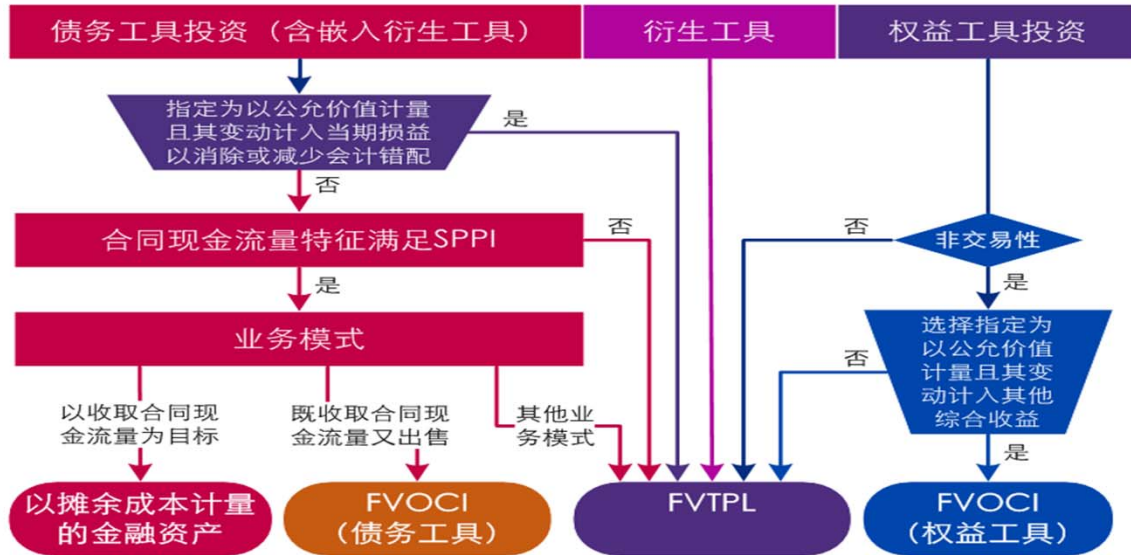 债务工具投资（含嵌入衍生工具）
衍生工具
权益工具投资
指定为以公允价值计量
且其变动计入当期损益
以消除或减少会计错配
是
否
合同现金流量特征满足SPPI
否
否
非交易性
是
是
业务模式
选择指定为
以公允价值
计量且其变
动计入其他
综合收益
否
以收取合同现
金流量为目标
既收取合同现
金流量又出售
其他业
务模式
是
以摊余成本计量
的金融资产
FVOCI
（债务工具）
FVTPL
FVOCI
（权益工具）